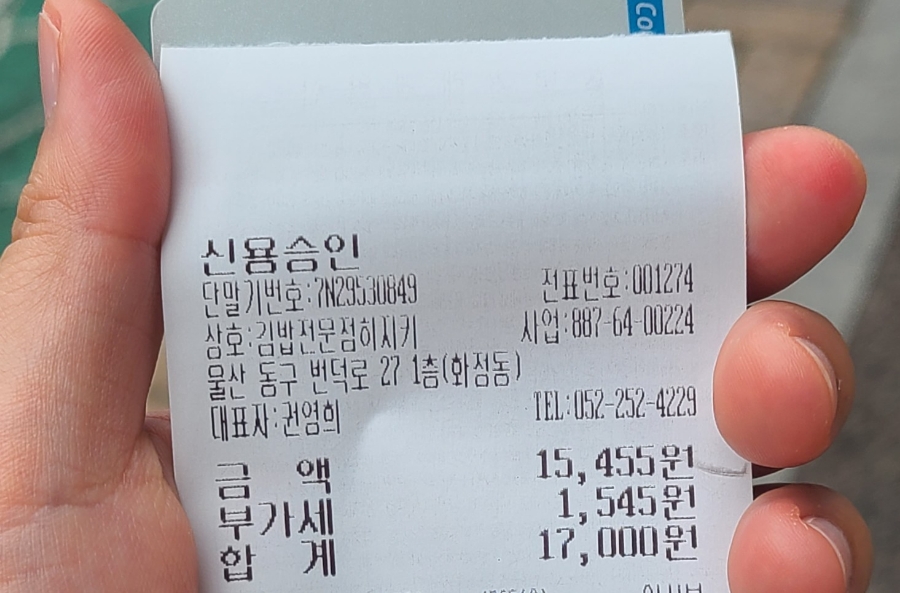 Co
신용승인
단말기번호:7N29530849 전표번호:001274
상호:김밥전문점히지키 사업:887-64-00224
울산 동구 번덕로 27 1층(화정동)
대표자:권영희 TEL:052-252-4229
금 액 15,455원
부가세 1,545원
합 계 17,000원